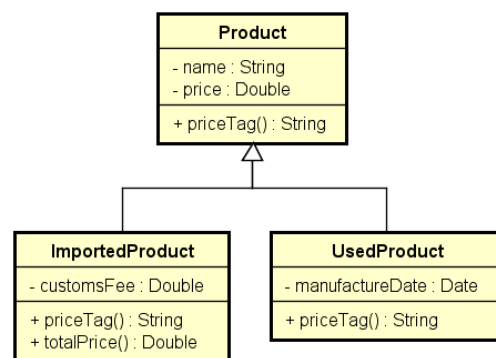 Product
- name : String
- price : Double
+ priceTag() : String
ImportedProduct
- customsFee : Double
+ priceTag() : String
+ totalPrice() : Double
UsedProduct
- manufactureDate : Date
+ priceTag() : String